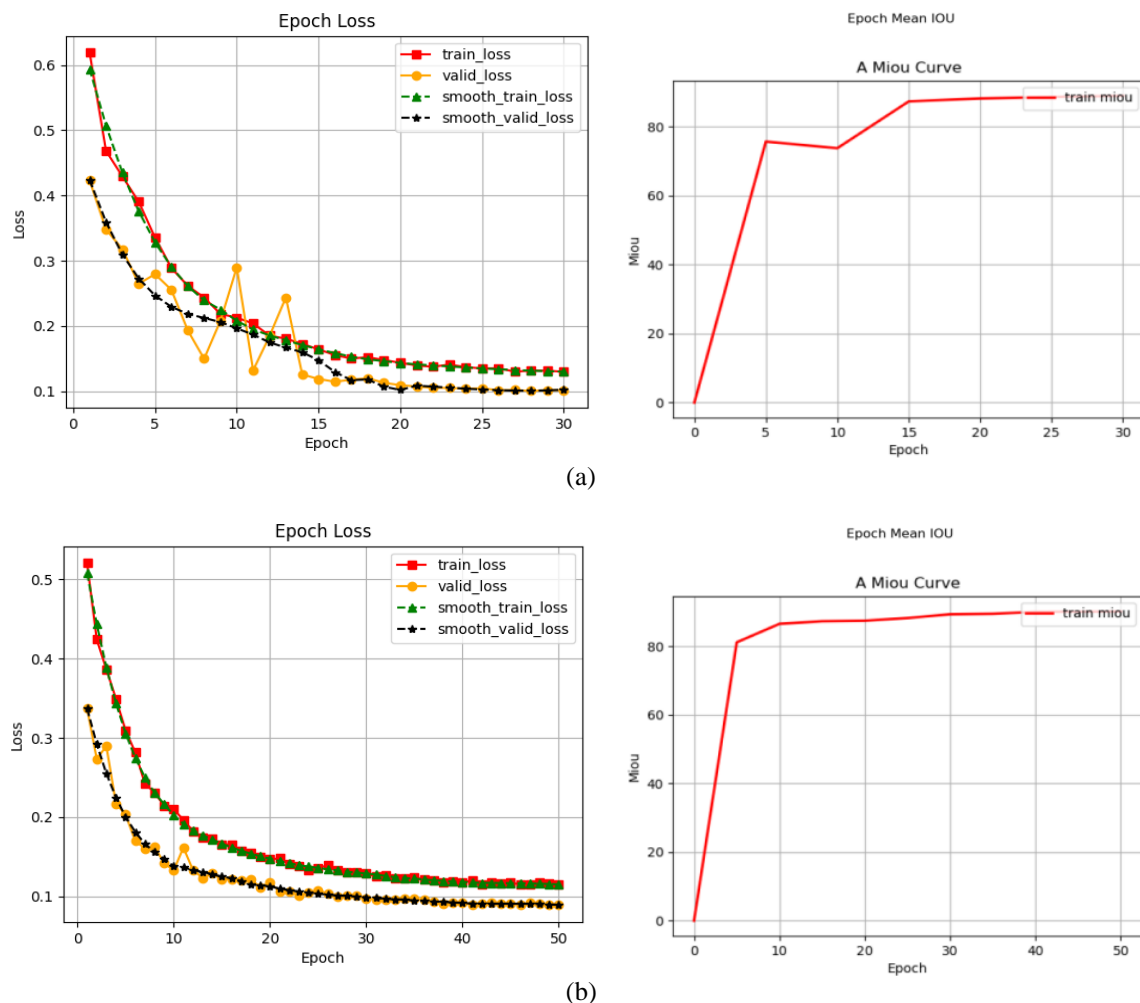 Epoch Loss
train_loss
valid_loss
smooth_train_loss
smooth_valid_loss
0.6
0.5
0.4
0.3
0.2
0.1
Loss
0 5 10 15 20 25 30
Epoch
Epoch Mean IOU
A Miou Curve
train miou
80
60
40
20
0
Miou
0 5 10 15 20 25 30
Epoch
(a)
Epoch Loss
train_loss
valid_loss
smooth_train_loss
smooth_valid_loss
0.5
0.4
0.3
0.2
0.1
Loss
0 10 20 30 40 50
Epoch
Epoch Mean IOU
A Miou Curve
train miou
80
60
40
20
0
Miou
0 10 20 30 40 50
Epoch
(b)